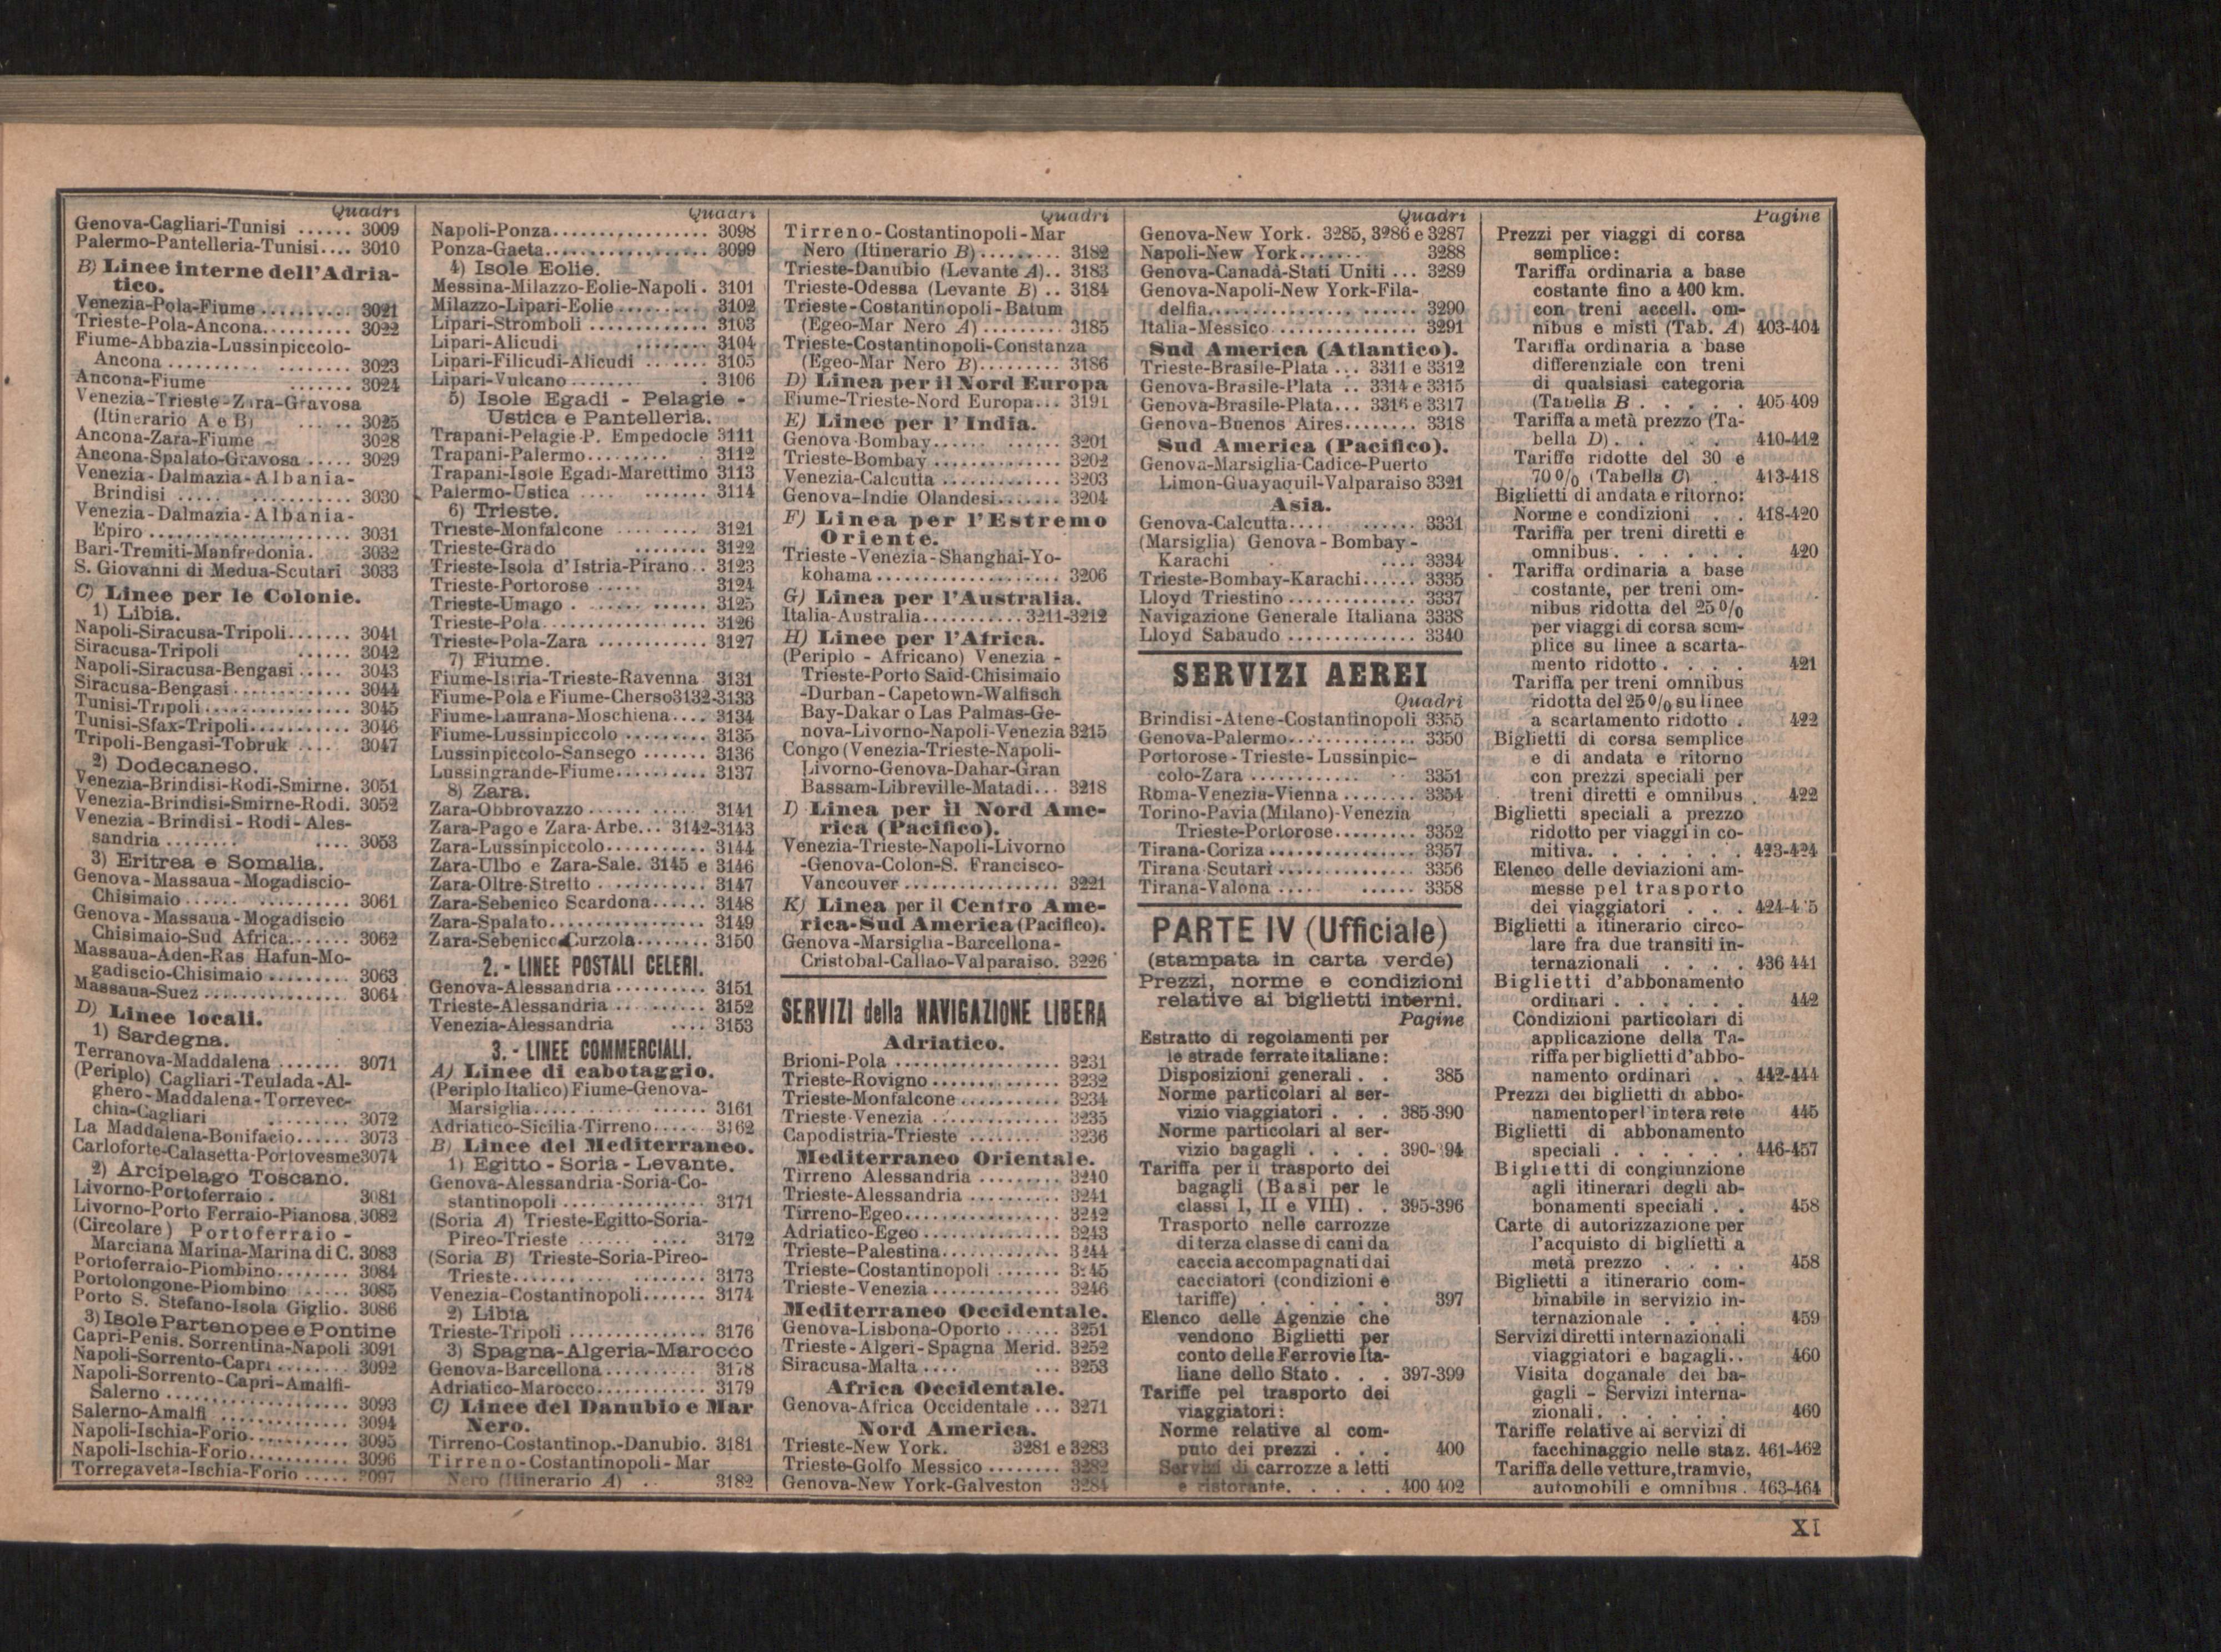 Quadri
Genova-Cagliari-Tunisi ...... 3009
Palermo-Pantelleria-Tunisi.... 3010
B) Linee interne dell'Adria-
tico.
Venezia-Pola-Fiume ........... 3021
Trieste-Pola-Ancona.......... 3022
Fiume-Abbazia-Lussinpiccolo-
Ancona .......... ........ 3023
Ancona-Fiume ....... 3024
Venezia-Trieste-Zara-Gravosa
(Itinerario A e B) ...... 3025
Ancona-Zara-Fiume - 3028
Ancona-Spalato-Gravosa ..... 3029
Venezia-Dalmazia-Albania-
Brindisi ..... ........... 3030
Venezia-Dalmazia-Albania-
Epiro ..................... 3031
Bari-Tremiti-Manfredonia. 3032
S. Giovanni di Medua-Scutari 3033
C) Linee per le Colonie.
1) Libia.
Napoli-Siracusa-Tripoli....... 3041
Siracusa-Tripoli ...... 3042
Napoli-Siracusa-Bengasi ..... 3043
Siracusa-Bengasi ............. 3044
Tunisi-Tripoli................ 3045
Tunisi-Sfax-Tripoli........... 3046
Tripoli-Bengasi-Tobruk .... 3047
2) Dodecaneso.
Venezia-Brindisi-Rodi-Smirne. 3051
Venezia-Brindisi-Smirne-Rodi. 3052
Venezia-Brindisi-Rodi-Ales-
sandria ........ .... 3053
3) Eritrea e Somalia.
Genova-Massaua-Mogadiscio-
Chisimaio ...... .......... 3061
Genova-Massaua-Mogadiscio
Chisimaio-Sud Africa....... 3062
Massaua-Aden-Ras Hafun-Mo-
gadiscio-Chisimaio ......... 3063
Massaua-Suez ................ 3064
D) Linee locali.
1) Sardegna.
Terranova-Maddalena ....... 3071
(Periplo) Cagliari-Teulada-Al-
ghero-Maddalena-Torrevec-
chia-Cagliari ......... 3072
La Maddalena-Bonifacio...... 3073
Carloforte-Calasetta-Portovesme3074
2) Arcipelago Toscano.
Livorno-Portoferraio . 3081
Livorno-Porto Ferraio-Pianosa. 3082
(Circolare) Portoferraio-
Marciana Marina-Marina di C. 3083
Portoferraio-Piombino........ 3084
Portolongone-Piombino ...... 3085
Porto S. Stefano-Isola Giglio. 3086
3) Isole Partenopee e Pontine
Capri-Penis. Sorrentina-Napoli 3091
Napoli-Sorrento-Capri ........ 3092
Napoli-Sorrento-Capri-Amalfi-
Salerno .................... 3093
Salerno-Amalfi .............. 3094
Napoli-Ischia-Forio........... 3095
Napoli-Ischia-Forio........... 3096
Torregaveta-Ischia-Forio ..... 3097
Quadri
Napoli-Ponza................. 3098
Ponza-Gaeta.................. 3099
4) Isole Eolie.
Messina-Milazzo-Eolie-Napoli . 3101
Milazzo-Lipari-Eolie.......... 3102
Lipari-Stromboli ............. 3103
Lipari-Alicudi ........ 3104
Lipari-Filicudi-Alicudi ....... 3105
Lipari-Vulcano ........ . 3106
5) Isole Egadi - Pelagie -
Ustica e Pantelleria.
Trapani-Pelagie-P. Empedocle 3111
Trapani-Palermo......... . 3112
Trapani-Isole Egadi-Marettimo 3113
Palermo-Ustica .... ....... 3114
6) Trieste.
Trieste-Monfalcone .... .... 3121
Trieste-Grado ........ 3122
Trieste-Isola d'Istria-Pirano.. 3123
Trieste-Portorose ..... 3124
Trieste-Umago . ...... ...... 3125
Trieste-Pola.................. 3126
Trieste-Pola-Zara ............ 3127
7) Fiume.
Fiume-Istria-Trieste-Ravenna 3131
Fiume-Pola e Fiume-Cherso3132-3133
Fiume-Laurana-Moschiena.... 3134
Fiume-Lussinpiccolo ......... 3135
Lussinpiccolo-Sansego ....... 3136
Lussingrande-Fiume.......... 3137
8) Zara.
Zara-Obbrovazzo ...... ..... 3141
Zara-Pago e Zara-Arbe... 3142-3143
Zara-Lussinpiccolo........... 3144
Zara-Ulbo e Zara-Sale. 3145 e 3146
Zara-Oltre-Stretto . .......... 3147
Zara-Sebenico Scardona...... 3148
Zara-Spalato................. 3149
Zara-Sebenico-Curzola........ 3150
2. - LINEE POSTALI CELERI.
Genova-Alessandria .......... 3151
Trieste-Alessandria .......... 3152
Venezia-Alessandria .... 3153
3. - LINEE COMMERCIALI.
A) Linee di cabotaggio.
(Periplo Italico) Fiume-Genova-
Marsiglia..... ...... 3161
Adriatico-Sicilia-Tirreno..... 3162
B) Linee del Mediterraneo.
1) Egitto - Soria - Levante.
Genova-Alessandria-Soria-Co-
stantinopoli ................ 3171
(Soria A) Trieste-Egitto-Soria-
Pireo-Trieste ...... .... 3172
(Soria B) Trieste-Soria-Pireo-
Trieste........... ........ 3173
Venezia-Costantinopoli....... 3174
2) Libia
Trieste-Tripoli ............... 3176
3) Spagna-Algeria-Marocco
Genova-Barcellona ........... 3178
Adriatico-Marocco............ 3179
C) Linee del Danubio e Mar
Nero.
Tirreno-Costantinop.-Danubio. 3181
Tirreno-Costantinopoli-Mar
Nero (Itinerario A) .. 3182
Quadri
Tirreno-Costantinopoli-Mar
Nero (Itinerario B)......... 3182
Trieste-Danubio (Levante A).. 3183
Trieste-Odessa (Levante B) .. 3184
Trieste-Costantinopoli-Batum
(Egeo-Mar Nero A) ......... 3185
Trieste-Costantinopoli-Constanza
(Egeo-Mar Nero B)......... 3186
D) Linea per il Nord Europa
Fiume-Trieste-Nord Europa... 3191
E) Linee per l'India.
Genova-Bombay...... ...... 3201
Trieste-Bombay .............. 3202
Venezia-Calcutta ............. 3203
Genova-Indie Olandesi....... 3204
F) Linea per l'Estremo
Oriente.
Trieste-Venezia-Shanghai-Yo-
kohama .................... 3206
G) Linea per l'Australia.
Italia-Australia...........3211-3212
H) Linee per l'Africa.
(Periplo - Africano) Venezia -
Trieste-Porto Said-Chisimaio
-Durban-Capetown-Walfisch
Bay-Dakar o Las Palmas-Ge-
nova-Livorno-Napoli-Venezia 3215
Congo (Venezia-Trieste-Napoli-
Livorno-Genova-Dahar-Gran
Bassam-Libreville-Matadi... 3218
I) Linea per il Nord Ame-
rica (Pacifico).
Venezia-Trieste-Napoli-Livorno
-Genova-Colon-S. Francisco-
Vancouver ................. 3221
K) Linea per il Centro Ame-
rica-Sud America (Pacifico).
Genova-Marsiglia-Barcellona-
Cristobal-Callao-Valparaiso. 3226
SERVIZI della NAVIGAZIONE LIBERA
Adriatico.
Brioni-Pola .................. 3231
Trieste-Rovigno .............. 3232
Trieste-Monfalcone ........... 3234
Trieste-Venezia .............. 3235
Capodistria-Trieste ........ 3236
Mediterraneo Orientale.
Tirreno Alessandria ......... 3240
Trieste-Alessandria .......... 3241
Tirreno-Egeo................. 3242
Adriatico-Egeo ............... 3243
Trieste-Palestina............. 3244
Trieste-Costantinopoli ....... 3245
Trieste-Venezia .............. 3246
Mediterraneo Occidentale.
Genova-Lisbona-Oporto ...... 3251
Trieste-Algeri-Spagna Merid. 3252
Siracusa-Malta .... ... 3253
Africa Occidentale.
Genova-Africa Occidentale ... 3271
Nord America.
Trieste-New York. 3281 e 3283
Trieste-Golfo Messico ........ 3282
Genova-New York-Galveston 3284
Quadri
Genova-New York. 3285, 3286 e 3287
Napoli-New York....... 3288
Genova-Canadà-Stati Uniti ... 3289
Genova-Napoli-New York-Fila-
delfia................ ...... 3290
Italia-Messico ............... 3291
Sud America (Atlantico).
Trieste-Brasile-Plata ... 3311 e 3312
Genova-Brasile-Plata .. 3314 e 3315
Genova-Brasile-Plata... 3316 e 3317
Genova-Buenos Aires........ 3318
Sud America (Pacifico).
Genova-Marsiglia-Cadice-Puerto
Limon-Guayaquil-Valparaiso 3321
Asia.
Genova-Calcutta.... ...... 3331
(Marsiglia) Genova-Bombay-
Karachi .... 3334
Trieste-Bombay-Karachi...... 3335
Lloyd Triestino .............. 3337
Navigazione Generale Italiana 3338
Lloyd Sabaudo .............. 3340
SERVIZI AEREI
Quadri
Brindisi-Atene-Costantinopoli 3355
Genova-Palermo.............. 3350
Portorose-Trieste-Lussinpic-
colo-Zara ............ .. 3351
Roma-Venezia-Vienna ........ 3354
Torino-Pavia (Milano)-Venezia
Trieste-Portorose......... 3352
Tirana-Coriza ................ 3357
Tirana-Scutari ............... 3356
Tirana-Valona ..... ...... 3358
PARTE IV (Ufficiale)
(stampata in carta verde)
Prezzi, norme e condizioni
relative ai biglietti interni.
Pagine
Estratto di regolamenti per
le strade ferrate italiane:
Disposizioni generali . . 385
Norme particolari al ser-
vizio viaggiatori . . . 385-390
Norme particolari al ser-
vizio bagagli . . . . 390-394
Tariffa per il trasporto dei
bagagli (Basi per le
classi I, II e VIII) . . 395-396
Trasporto nelle carrozze
di terza classe di cani da
caccia accompagnati dai
cacciatori (condizioni e
tariffe) . . . . . . 397
Elenco delle Agenzie che
vendono Biglietti per
conto delle Ferrovie Ita-
liane dello Stato . . . 397-399
Tariffe pel trasporto dei
viaggiatori:
Norme relative al com-
puto dei prezzi . . . 400
Servizi di carrozze a letti
e ristorante. . . . . . 400 402
Pagine
Prezzi per viaggi di corsa
semplice:
Tariffa ordinaria a base
costante fino a 400 km.
con treni accell. om-
nibus e misti (Tab. A) 403-404
Tariffa ordinaria a base
differenziale con treni
di qualsiasi categoria
(Tabella B . . . . . 405-409
Tariffa a metà prezzo (Ta-
bella D) . . . . 410-412
Tariffe ridotte del 30 e
70 0/0 (Tabella C) . 413-418
Biglietti di andata e ritorno:
Norme e condizioni . . 418-420
Tariffa per treni diretti e
omnibus. . . . . . 420
Tariffa ordinaria a base
costante, per treni om-
nibus ridotta del 25 0/0
per viaggi di corsa sem-
plice su linee a scarta-
mento ridotto . . . . 421
Tariffa per treni omnibus
ridotta del 25 0/0 su linee
a scartamento ridotto . 422
Biglietti di corsa semplice
e di andata e ritorno
con prezzi speciali per
treni diretti e omnibus . 422
Biglietti speciali a prezzo
ridotto per viaggi in co-
mitiva. . . . . . . 423-424
Elenco delle deviazioni am-
messe pel trasporto
dei viaggiatori . . .
Biglietti a itinerario circo-
lare fra due transiti in-
ternazionali . . . . 436 441
Biglietti d'abbonamento
ordinari . . . . . . 442
Condizioni particolari di
applicazione della Ta-
riffa per biglietti d'abbo-
namento ordinari . . 442-444
Prezzi dei biglietti di abbo-
namento per l'intera rete 445
Biglietti di abbonamento
speciali . . . . . . 446-457
Biglietti di congiunzione
agli itinerari degli ab-
bonamenti speciali . . 458
Carte di autorizzazione per
l'acquisto di biglietti a
metà prezzo . . . . 458
Biglietti a itinerario com-
binabile in servizio in-
ternazionale . . . . 459
Servizi diretti internazionali
viaggiatori e bagagli. . 460
Visita doganale dei ba-
gagli - Servizi interna-
zionali. . . . . . . 460
Tariffe relative ai servizi di
facchinaggio nelle staz. 461-462
Tariffa delle vetture, tramvie,
automobili e omnibus . 463-464
XI